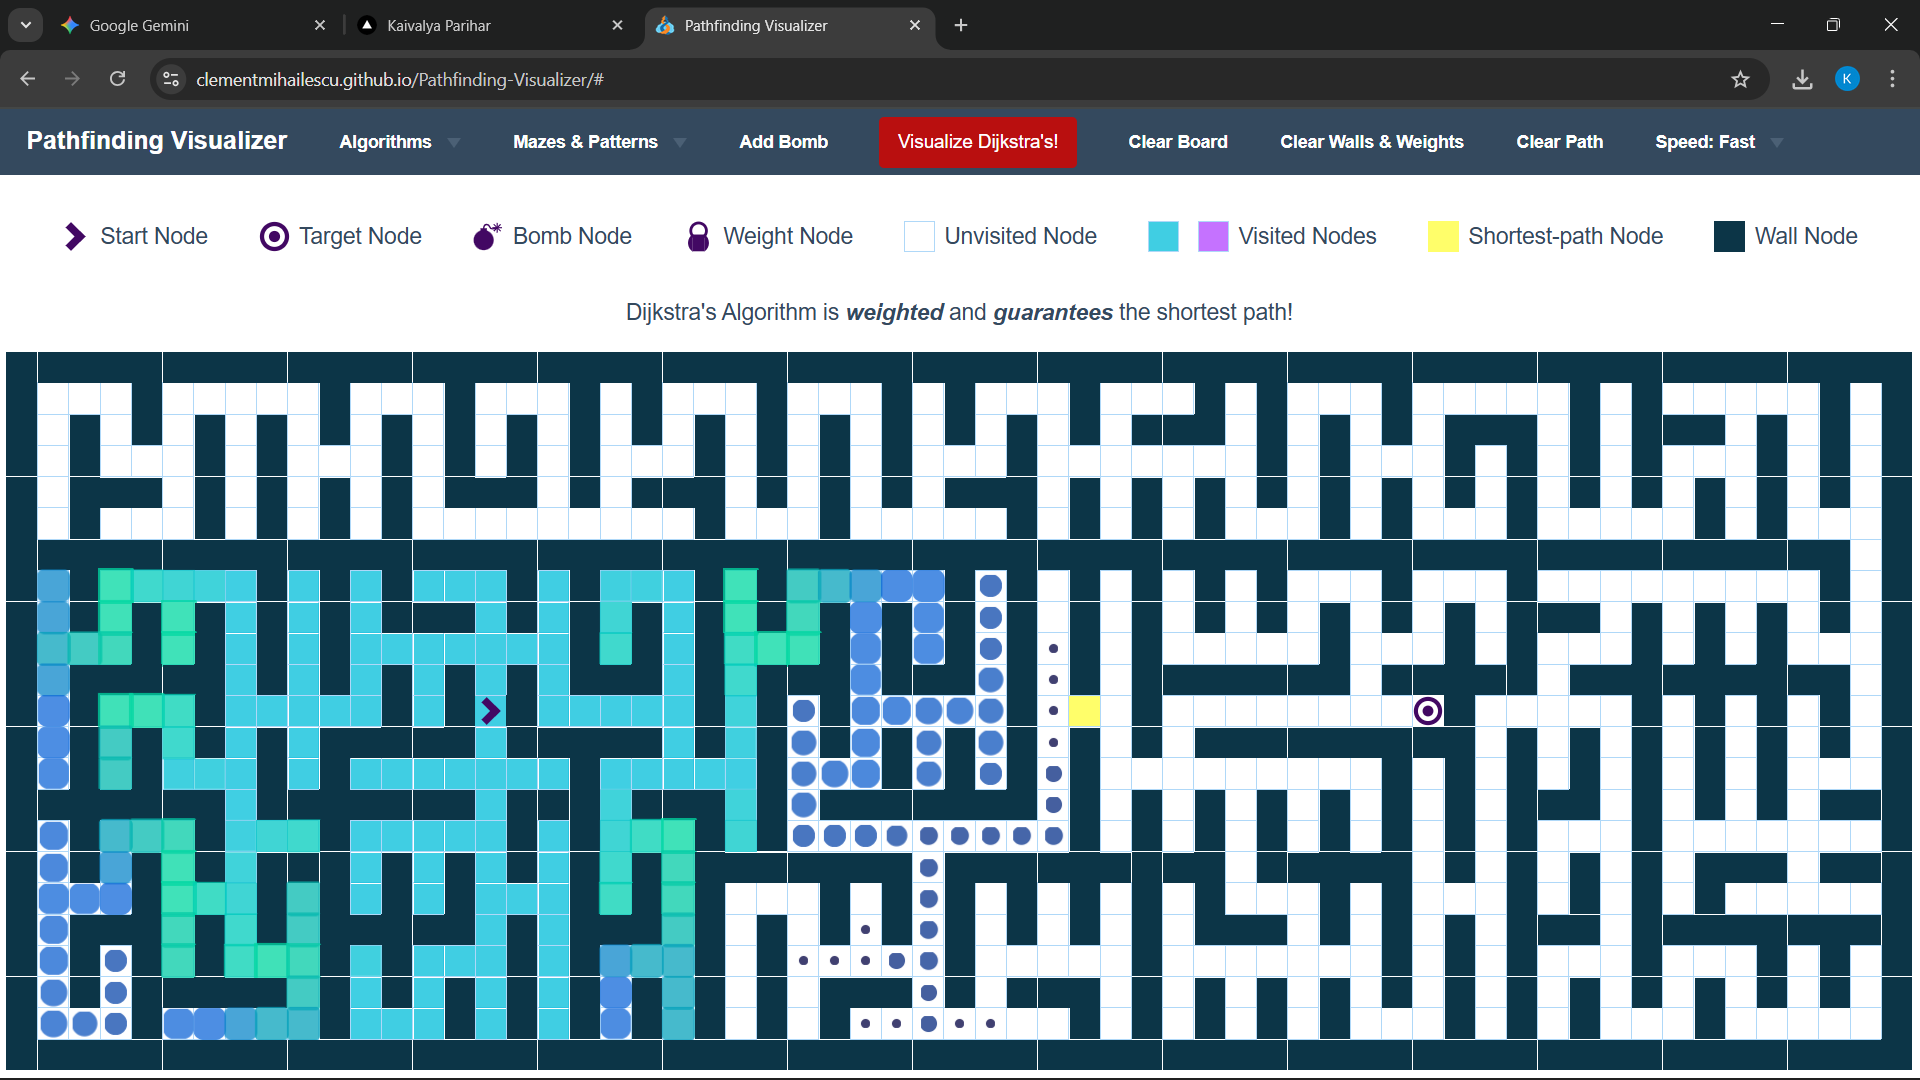 Google Gemini
Kaivalya Parihar
Pathfinding Visualizer
clementmihailescu.github.io/Pathfinding-Visualizer/#
K
Pathfinding Visualizer
Algorithms
Mazes & Patterns
Add Bomb
Visualize Dijkstra's!
Clear Board
Clear Walls & Weights
Clear Path
Speed: Fast
Start Node
Target Node
Bomb Node
Weight Node
Unvisited Node
Visited Nodes
Shortest-path Node
Wall Node
Dijkstra's Algorithm is weighted and guarantees the shortest path!